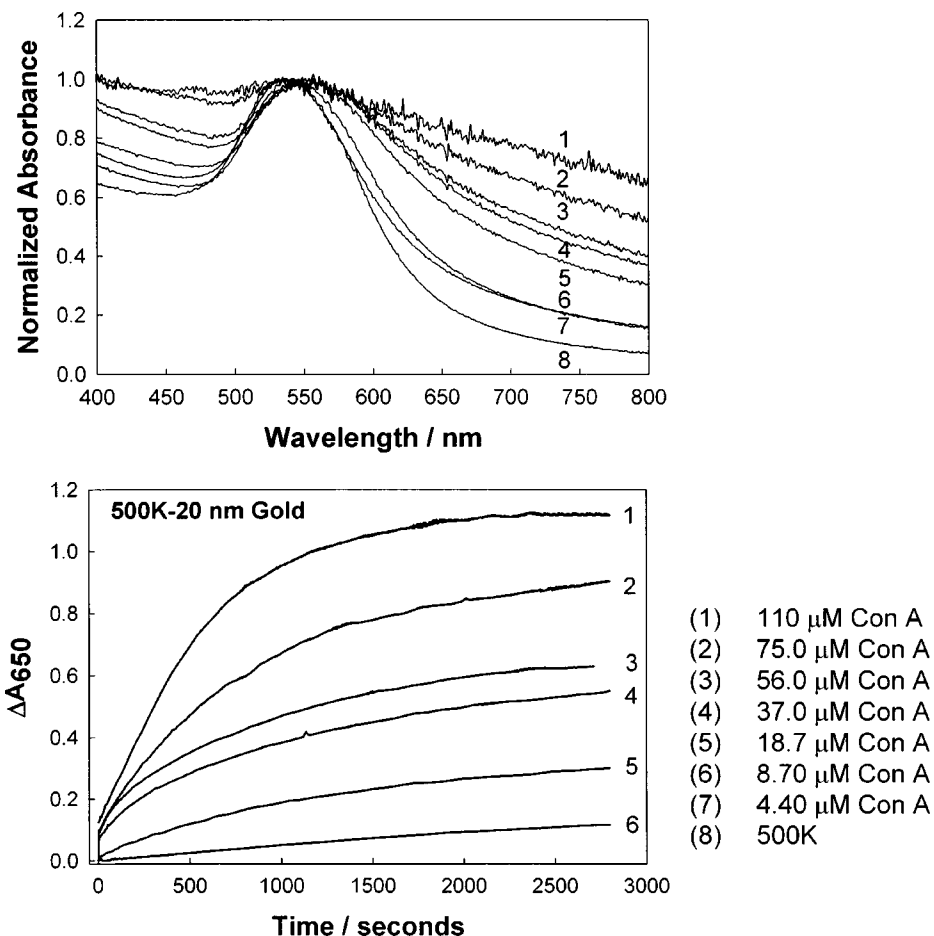 1.2
1.0
0.8
0.6
0.4
0.2
0.0
Normalized Absorbance
1
2
3
4
5
6
7
8
400 450 500 550 600 650 700 750 800
Wavelength / nm
1.2
1.0
0.8
0.6
0.4
0.2
0.0
ΔA650
500K-20 nm Gold
1
2
3
4
5
6
0 500 1000 1500 2000 2500 3000
Time / seconds
(1) 110 μM Con A
(2) 75.0 μM Con A
(3) 56.0 μM Con A
(4) 37.0 μM Con A
(5) 18.7 μM Con A
(6) 8.70 μM Con A
(7) 4.40 μM Con A
(8) 500K